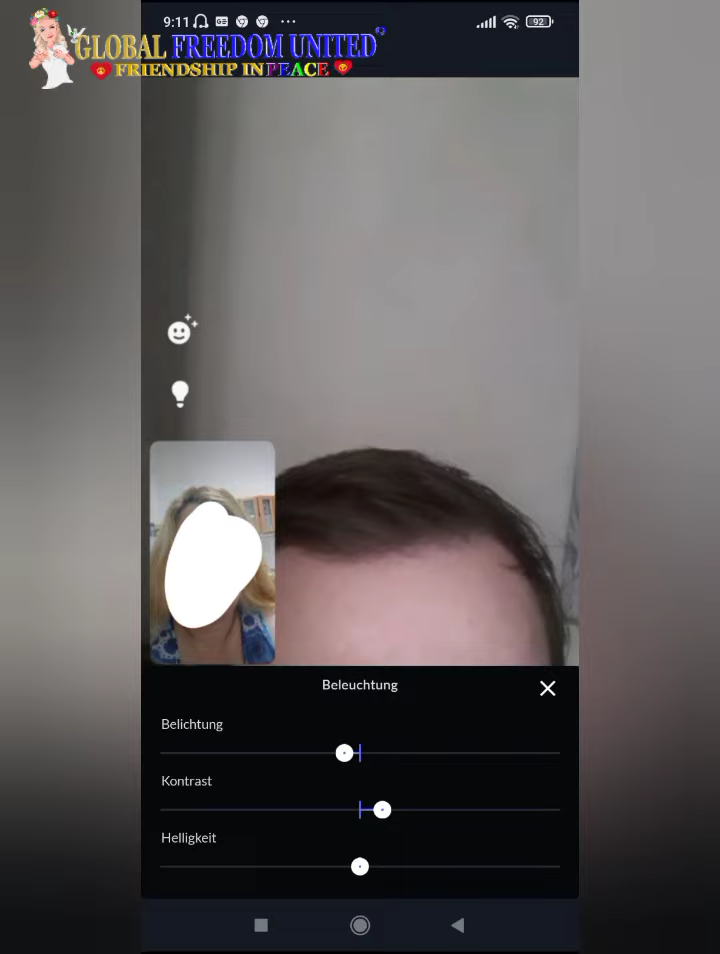 9:11
92
GLOBAL FREEDOM UNITED
FRIENDSHIP IN PEACE
Beleuchtung
Belichtung
Kontrast
Helligkeit